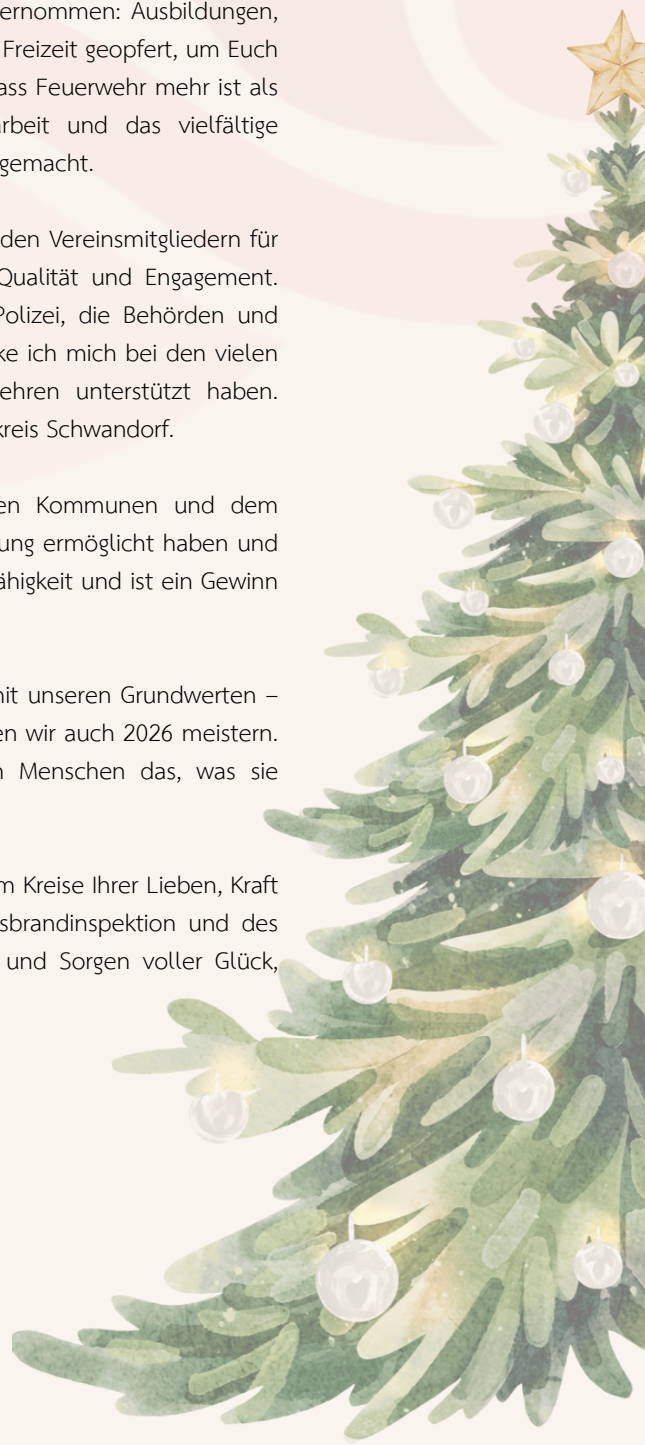 ernommen: Ausbildungen,
Freizeit geopfert, um Euch
ass Feuerwehr mehr ist als
rbeit und das vielfältige
gemacht.
den Vereinsmitgliedern für
Qualität und Engagement.
Polizei, die Behörden und
ke ich mich bei den vielen
ehren unterstützt haben.
kreis Schwandorf.
en Kommunen und dem
ung ermöglicht haben und
ähigkeit und ist ein Gewinn
nit unseren Grundwerten –
en wir auch 2026 meistern.
n Menschen das, was sie
m Kreise Ihrer Lieben, Kraft
sbrandinspektion und des
und Sorgen voller Glück,